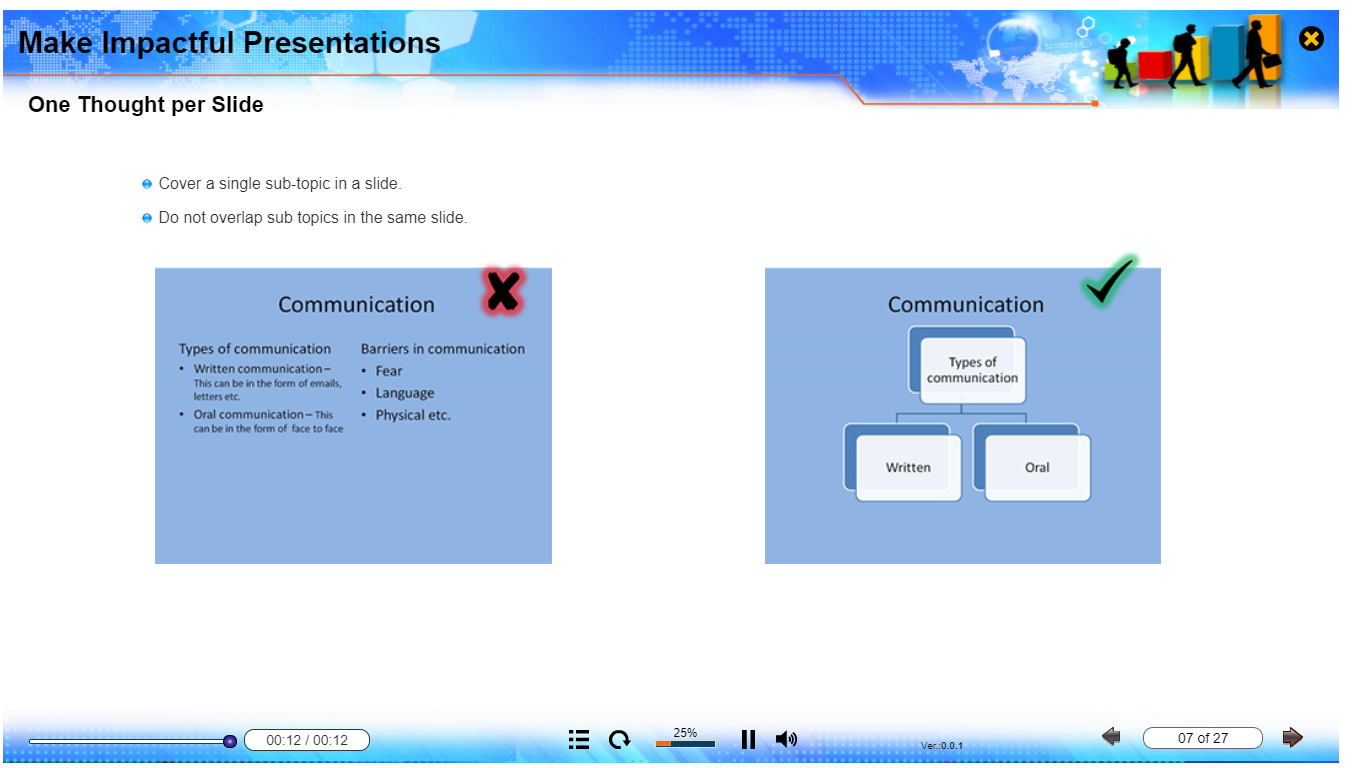 Make Impactful Presentations
One Thought per Slide
Cover a single sub-topic in a slide.
Do not overlap sub topics in the same slide.
Communication
Types of communication
Written communication –
This can be in the form of emails,
letters etc.
Oral communication – This
can be in the form of face to face
Barriers in communication
Fear
Language
Physical etc.
Communication
Types of
communication
Written
Oral
00:12 / 00:12
25%
Ver.:0.0.1
07 of 27